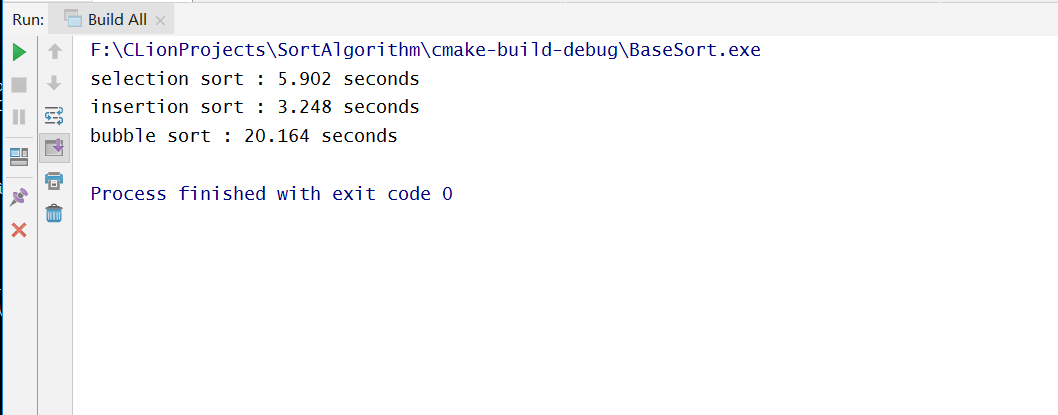 Run: Build All
F:\CLionProjects\SortAlgorithm\cmake-build-debug\BaseSort.exe
selection sort : 5.902 seconds
insertion sort : 3.248 seconds
bubble sort : 20.164 seconds
Process finished with exit code 0